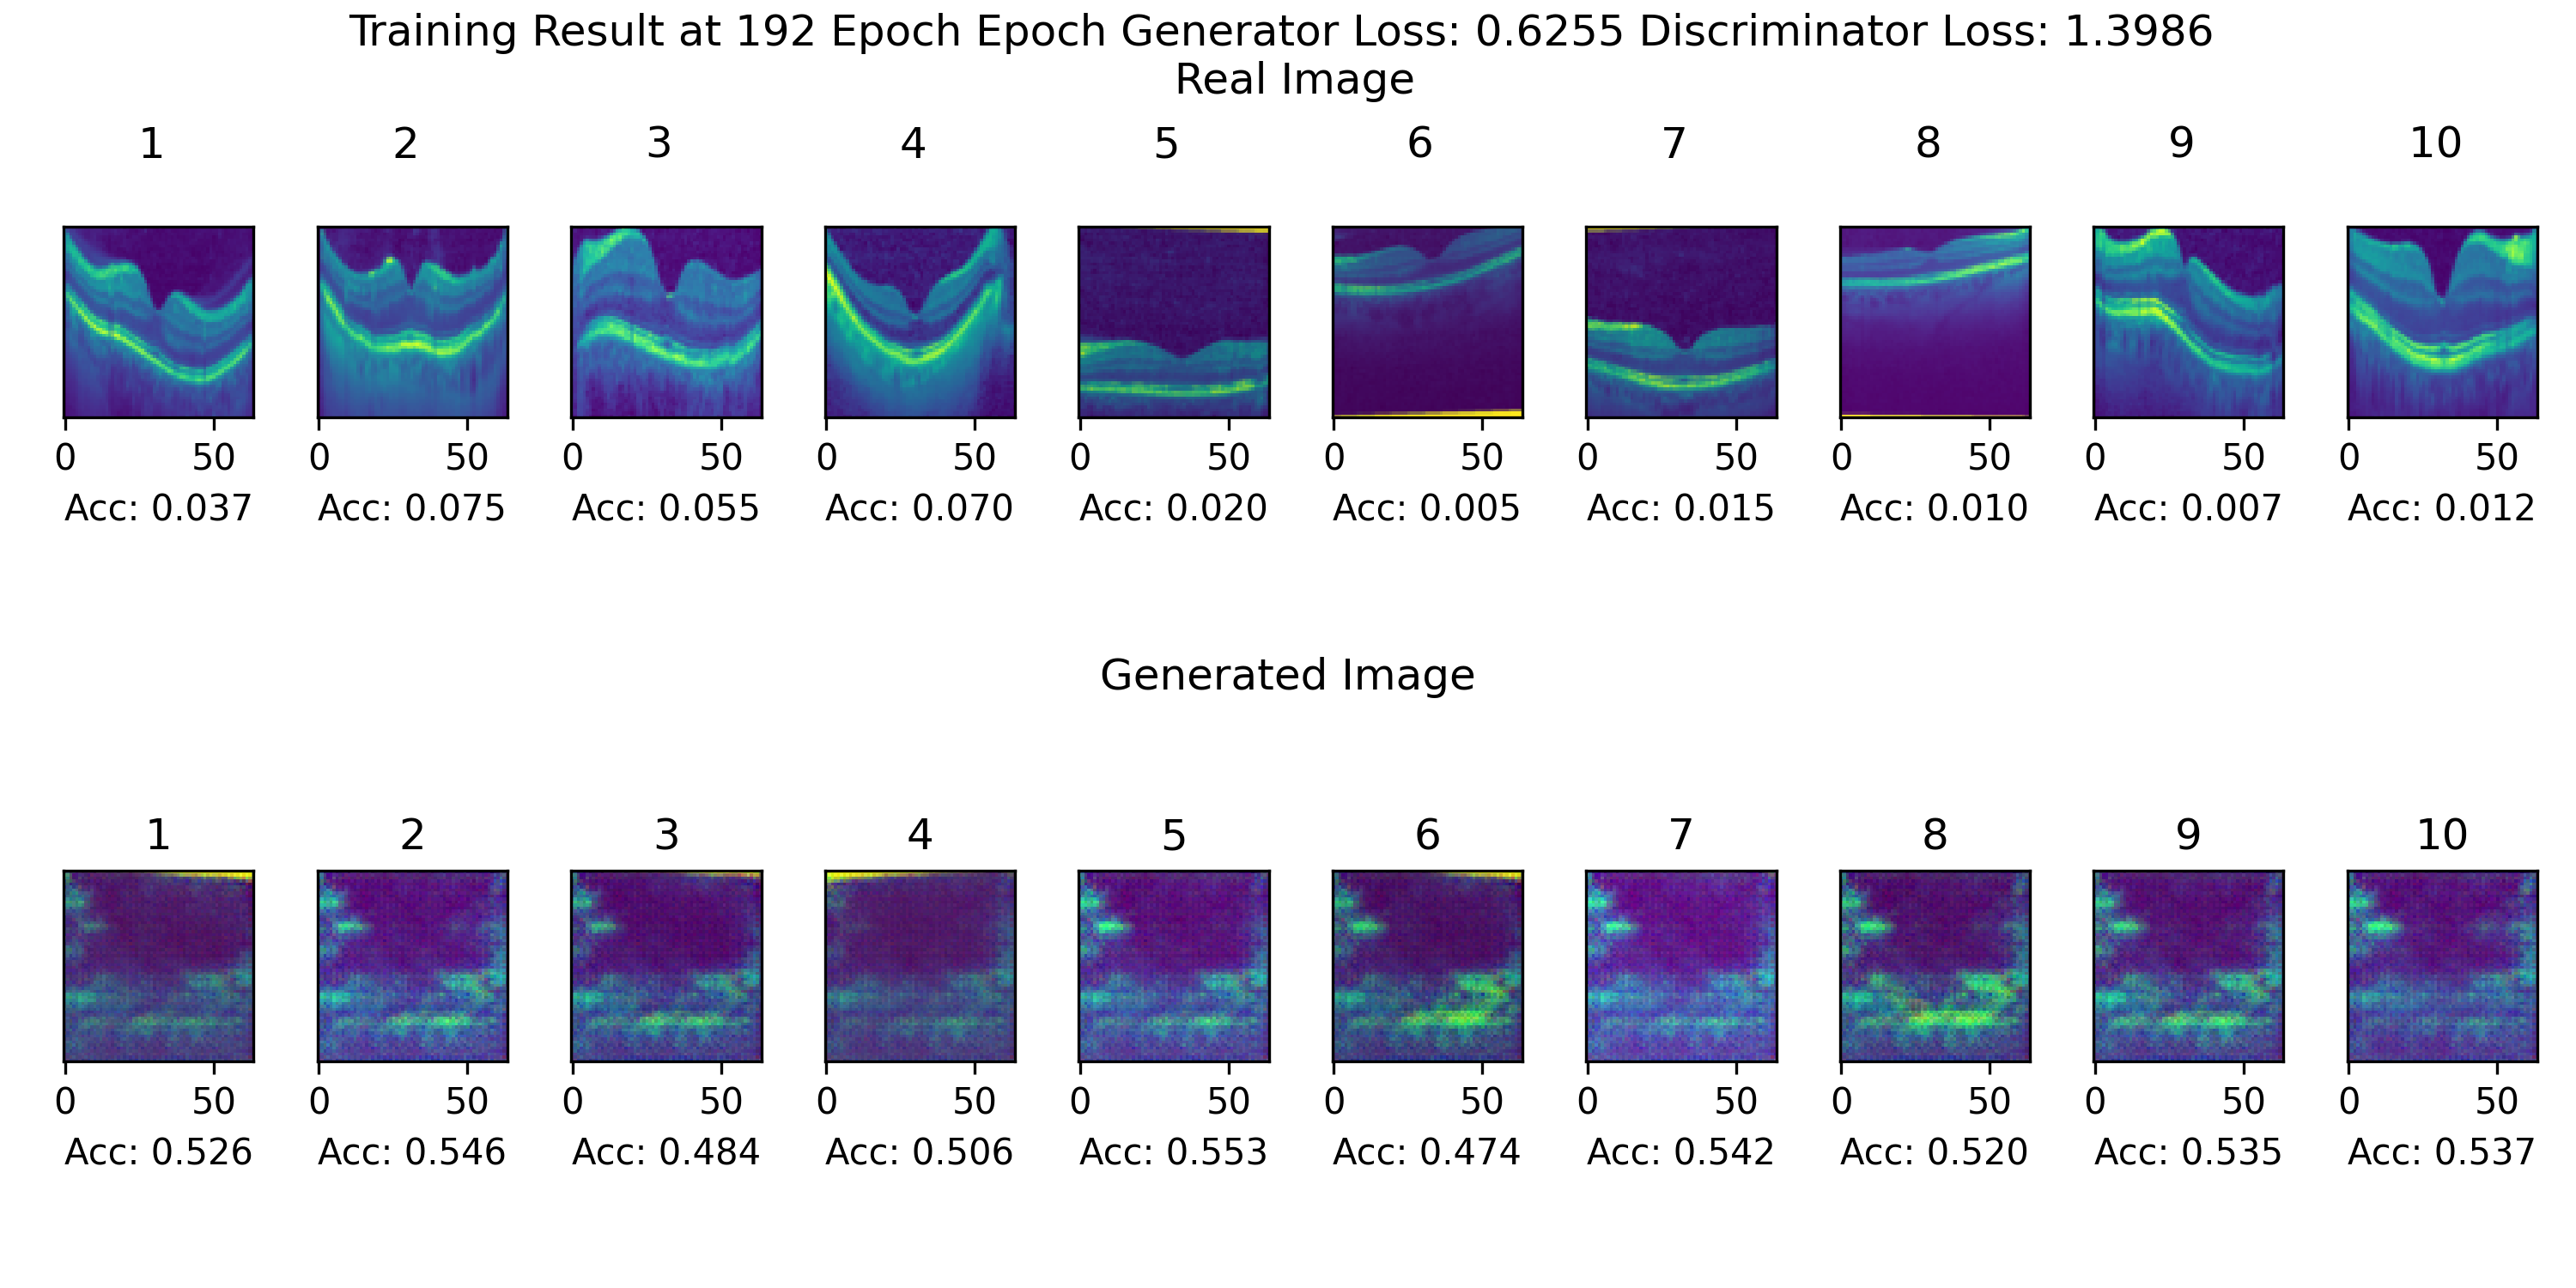 Training Result at 192 Epoch Epoch Generator Loss: 0.6255 Discriminator Loss: 1.3986
Real Image
1 2 3 4 5 6 7 8 9 10
0 50 0 50 0 50 0 50 0 50 0 50 0 50 0 50 0 50 0 50
Acc: 0.037 Acc: 0.075 Acc: 0.055 Acc: 0.070 Acc: 0.020 Acc: 0.005 Acc: 0.015 Acc: 0.010 Acc: 0.007 Acc: 0.012
Generated Image
1 2 3 4 5 6 7 8 9 10
0 50 0 50 0 50 0 50 0 50 0 50 0 50 0 50 0 50 0 50
Acc: 0.526 Acc: 0.546 Acc: 0.484 Acc: 0.506 Acc: 0.553 Acc: 0.474 Acc: 0.542 Acc: 0.520 Acc: 0.535 Acc: 0.537